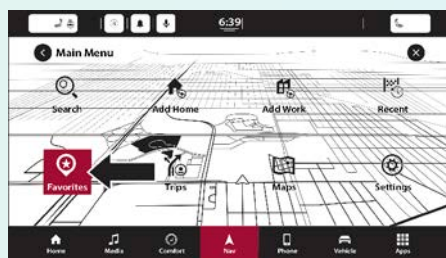 6:39
Main Menu
Search
Add Home
Add Work
Recent
Favorites
Trips
Maps
Settings
Home
Media
Comfort
Nav
Phone
Vehicle
Apps